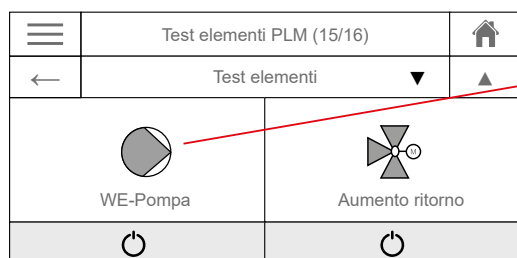 Test elementi PLM (15/16)
Test elementi
M
WE-Pompa
Aumento ritorno